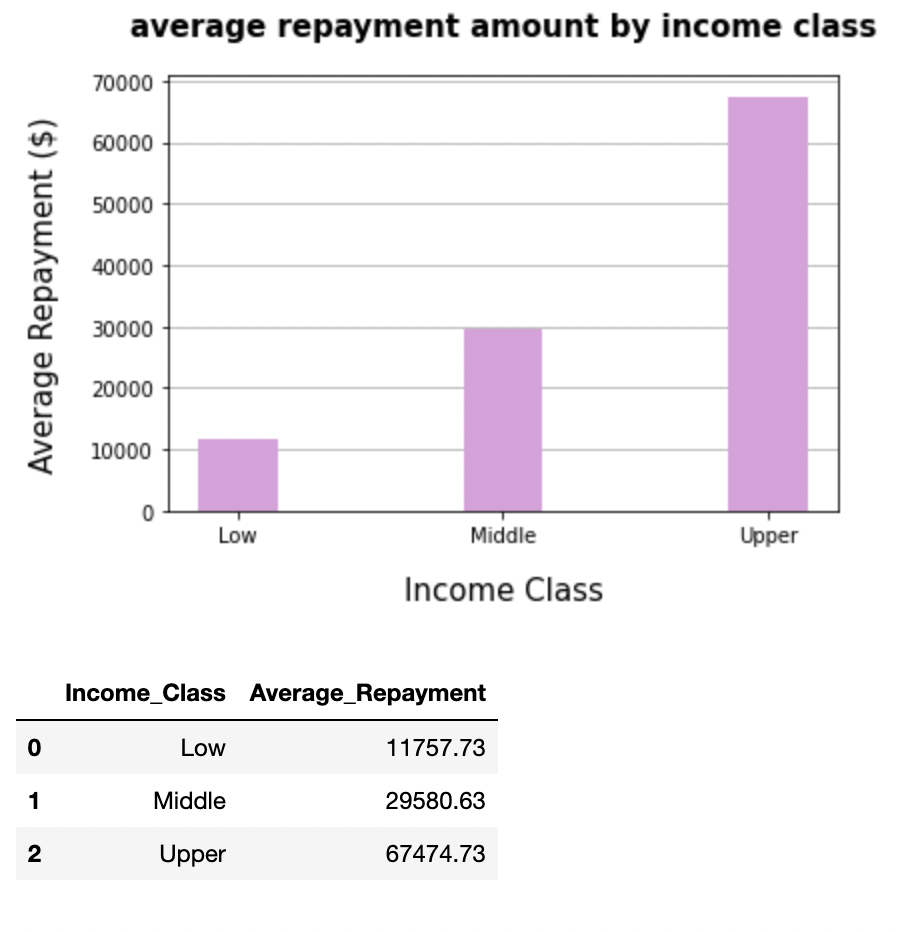 average repayment amount by income class
Average Repayment ($)
70000
60000
50000
40000
30000
20000
10000
0
Low Middle Upper
Income Class
Income_Class Average_Repayment
0 Low 11757.73
1 Middle 29580.63
2 Upper 67474.73